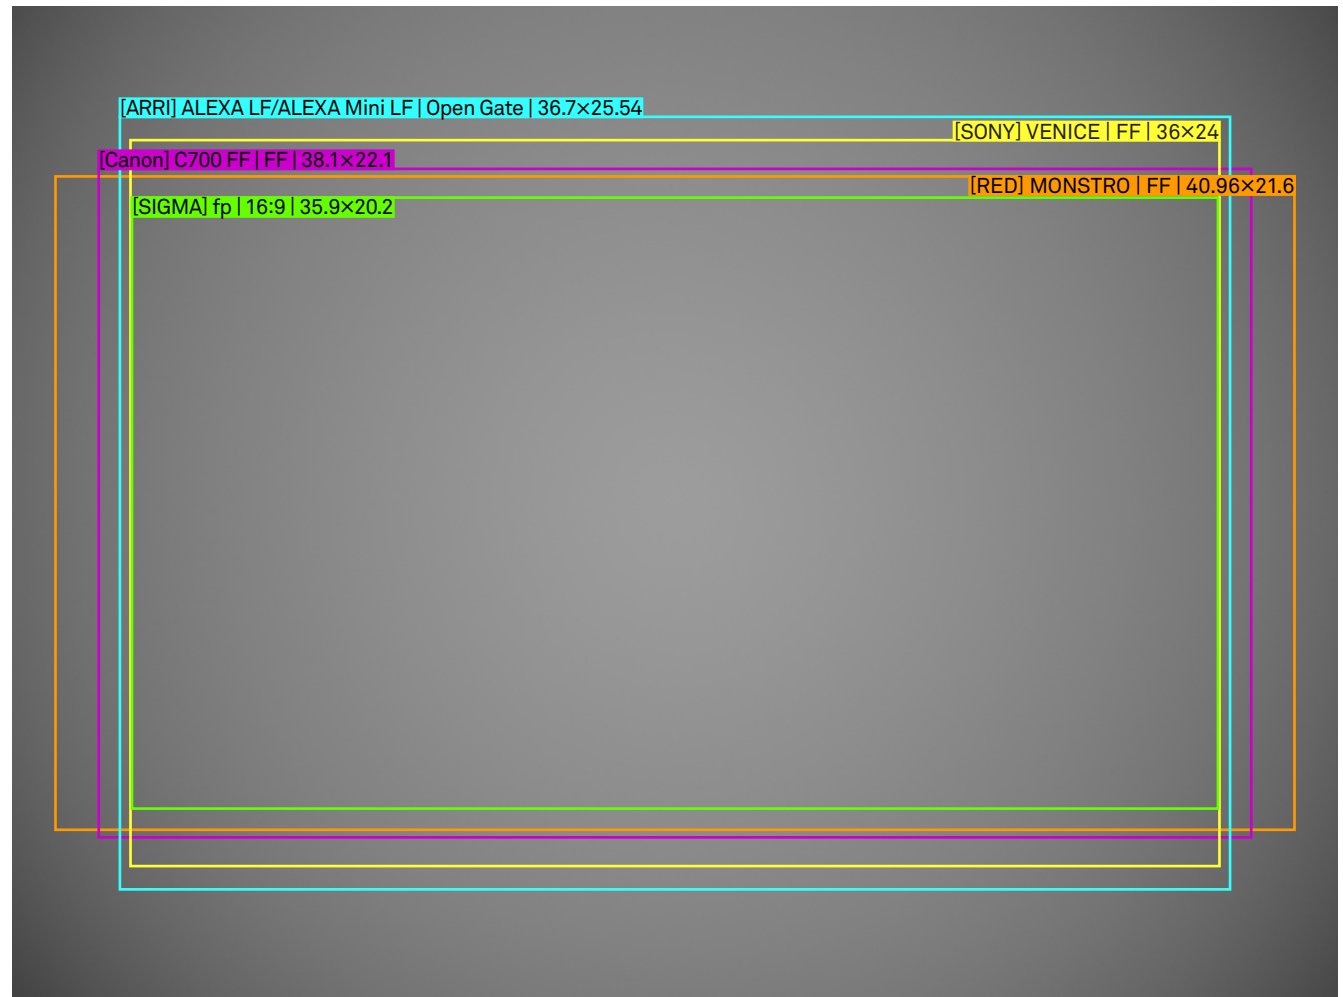 [ARRI] ALEXA LF/ALEXA Mini LF | Open Gate | 36.7×25.54
[SONY] VENICE | FF | 36×24
[Canon] C700 FF | FF | 38.1×22.1
[RED] MONSTRO | FF | 40.96×21.6
[SIGMA] fp | 16:9 | 35.9×20.2